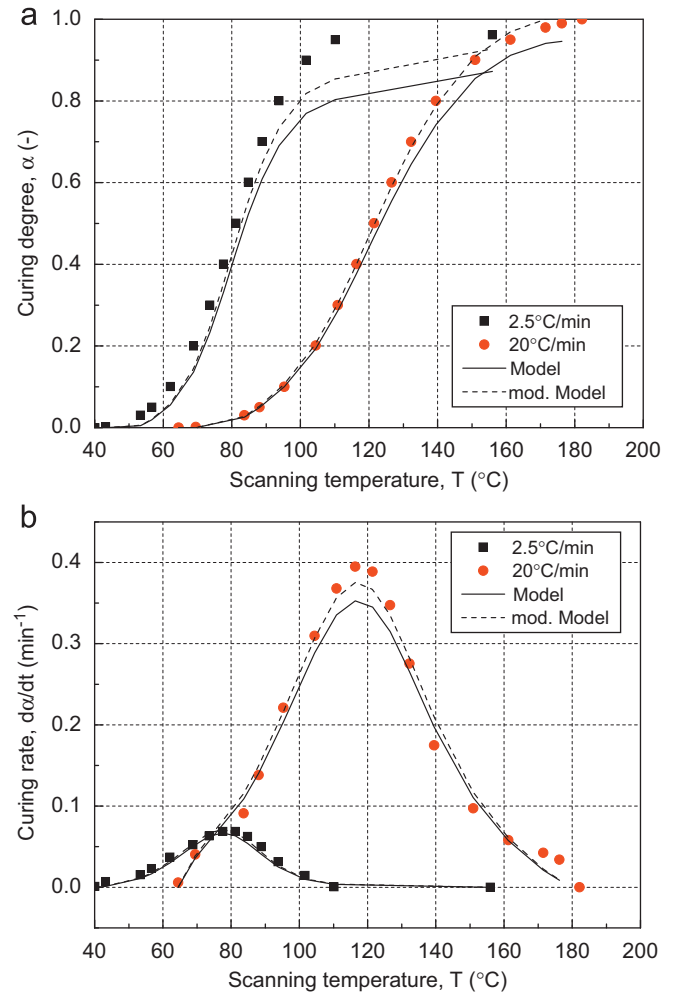 a
1.0
0.8
0.6
0.4
0.2
0.0
Curing degree, α (-)
2.5°C/min
20°C/min
Model
mod. Model
40 60 80 100 120 140 160 180 200
Scanning temperature, T (°C)
b
0.4
0.3
0.2
0.1
0.0
Curing rate, dα/dt (min⁻¹)
2.5°C/min
20°C/min
Model
mod. Model
40 60 80 100 120 140 160 180 200
Scanning temperature, T (°C)